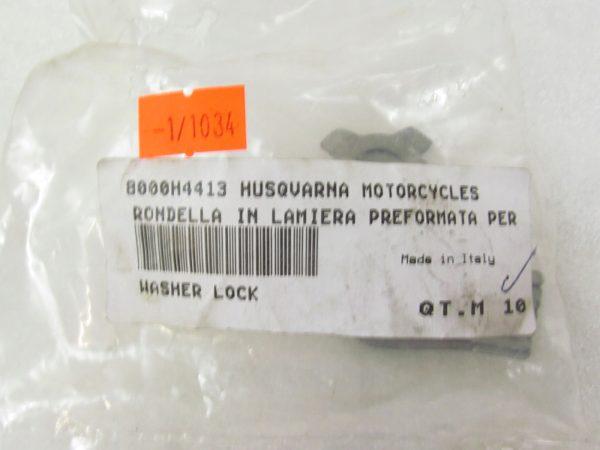 -1/1034
8000H4413 HUSQVARNA MOTORCYCLES
RONDELLA IN LAMIERA PREFORMATA PER
Made in Italy
WASHER LOCK
QT.M 10